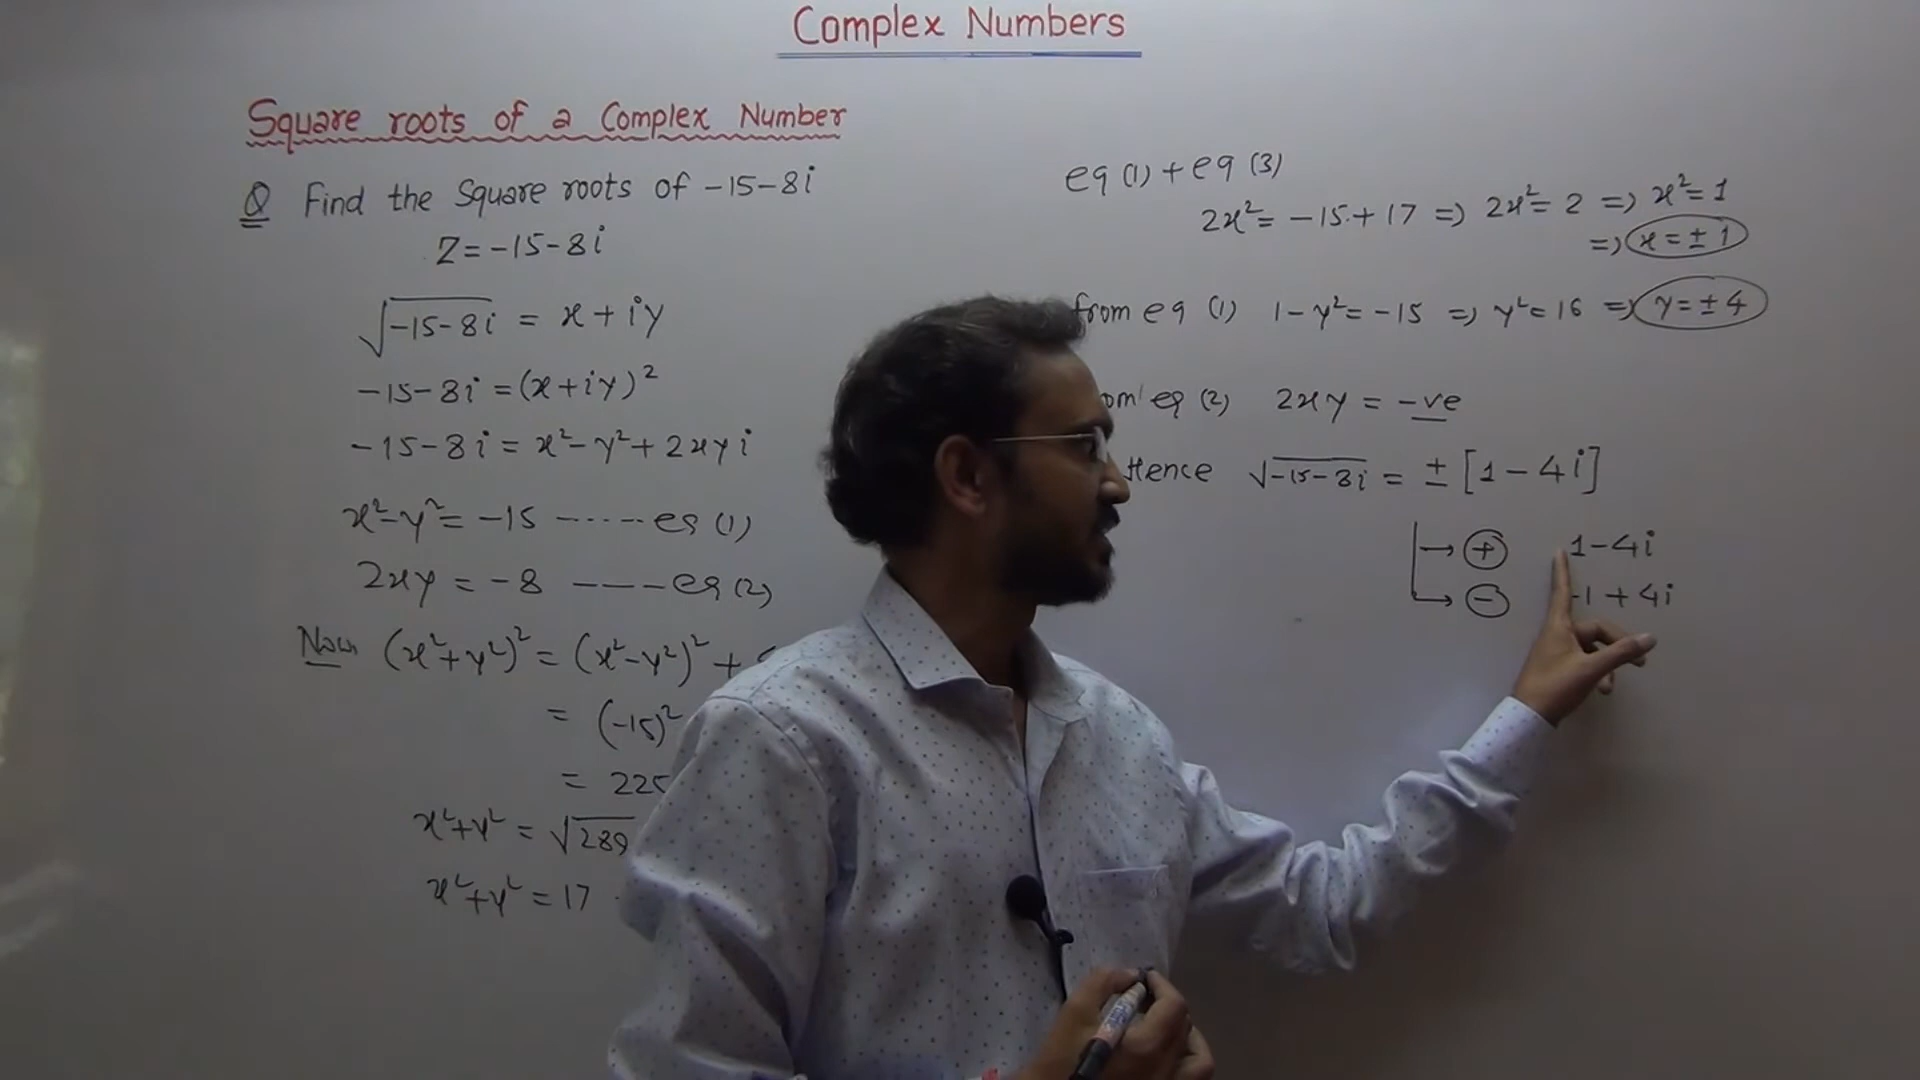 Complex Numbers
Square roots of a Complex Number
Q Find the Square roots of -15-8i
Z = -15-8i
√-15-8i = x+iy
-15-8i = (x+iy)²
-15-8i = x²-y²+2xyi
x²-y² = -15 ------ eq (1)
2xy = -8 ------ eq (2)
Now (x²+y²)² = (x²-y²)² +
= (-15)²
= 225
x²+y² = √289
x²+y² = 17
eq (1) + eq (3)
2x² = -15+17 => 2x² = 2 => x² = 1
=> x = ± 1
from eq (1) 1-y² = -15 => y² = 16 => y = ± 4
eq (2) 2xy = -ve
Hence √-15-8i = ± [1-4i]
→ + 1-4i
→ - -1+4i